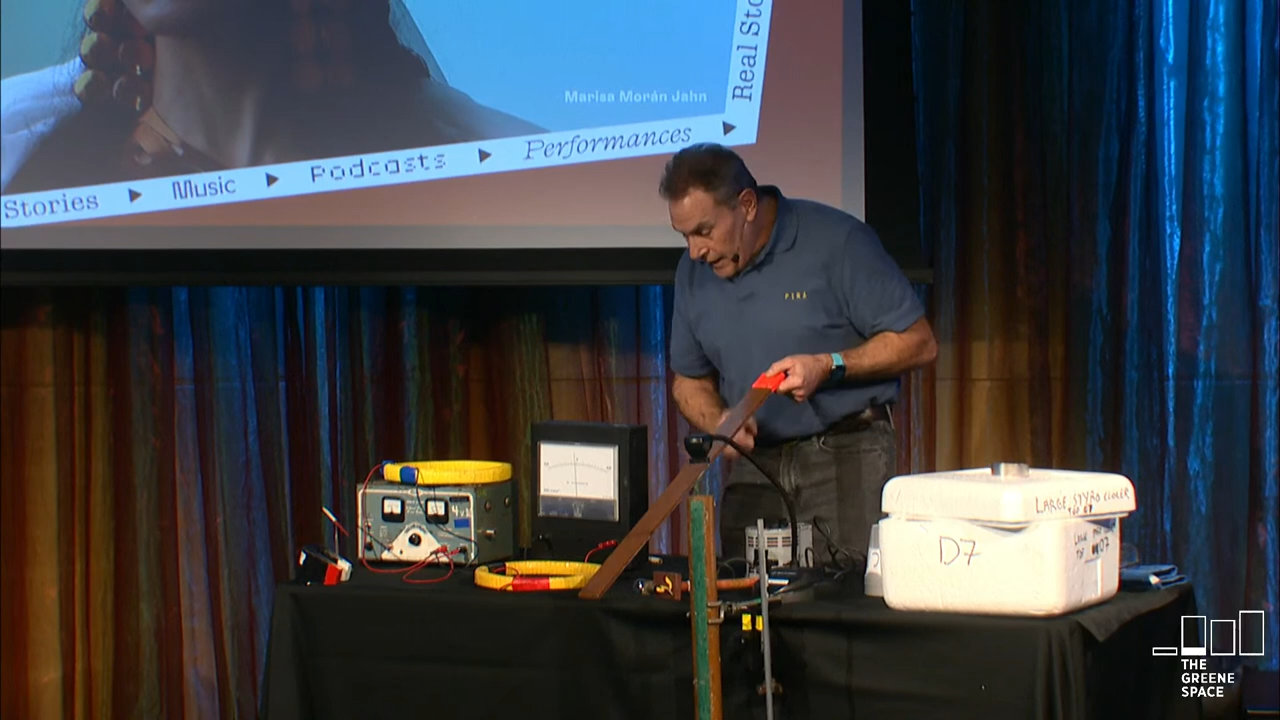 Real Sto
Marisa Morán Jahn
Stories ▸ Music ▸ Podcasts ▸ Performances ▸
PIRA
LARGE STYRO COOLER
D7
THE
GREENE
SPACE